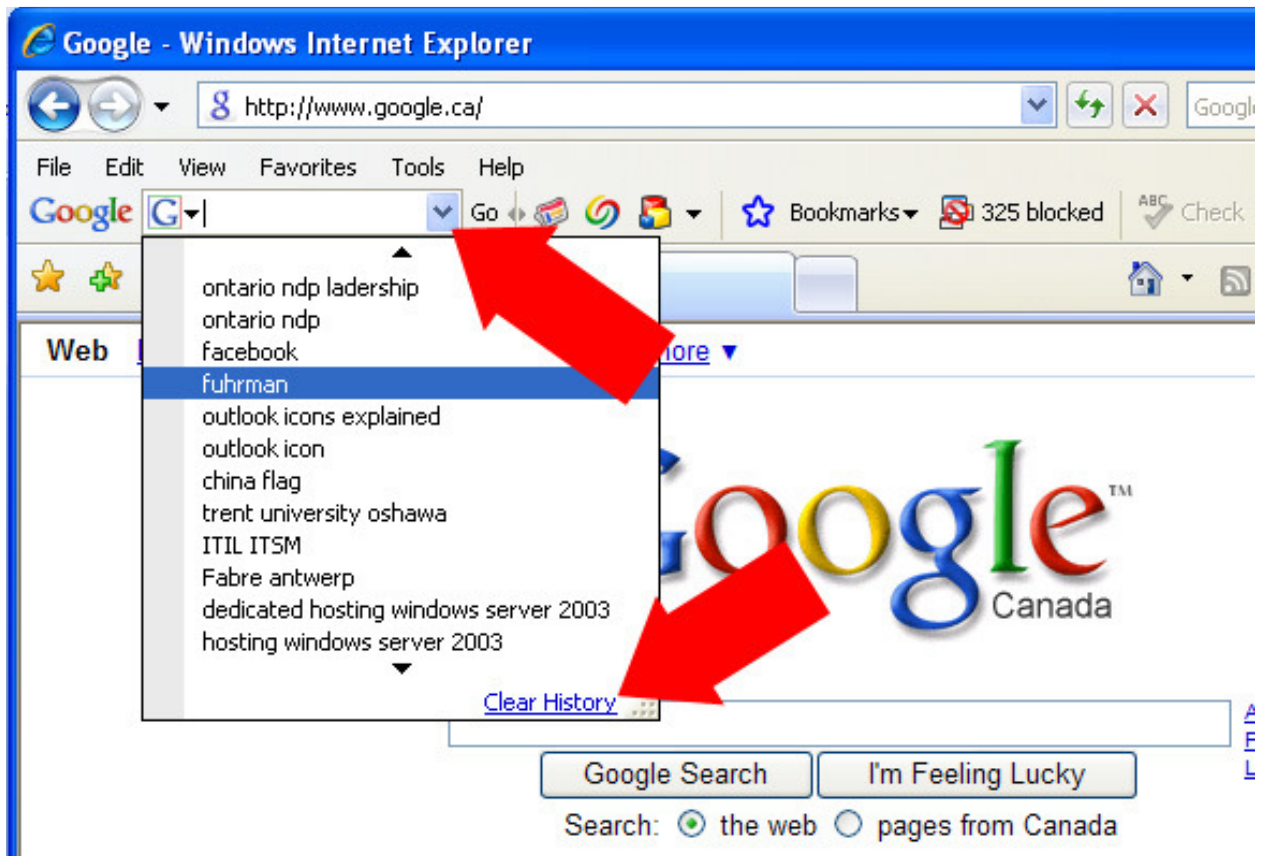 Google - Windows Internet Explorer
http://www.google.ca/
File Edit View Favorites Tools Help
Google G Go Bookmarks 325 blocked ABC Check
ontario ndp ladership
ontario ndp
Web
facebook
fuhrman
outlook icons explained
outlook icon
china flag
trent university oshawa
ITIL ITSM
Fabre antwerp
dedicated hosting windows server 2003
hosting windows server 2003
Clear History
Google TM
Canada
Google Search I'm Feeling Lucky
Search: the web pages from Canada